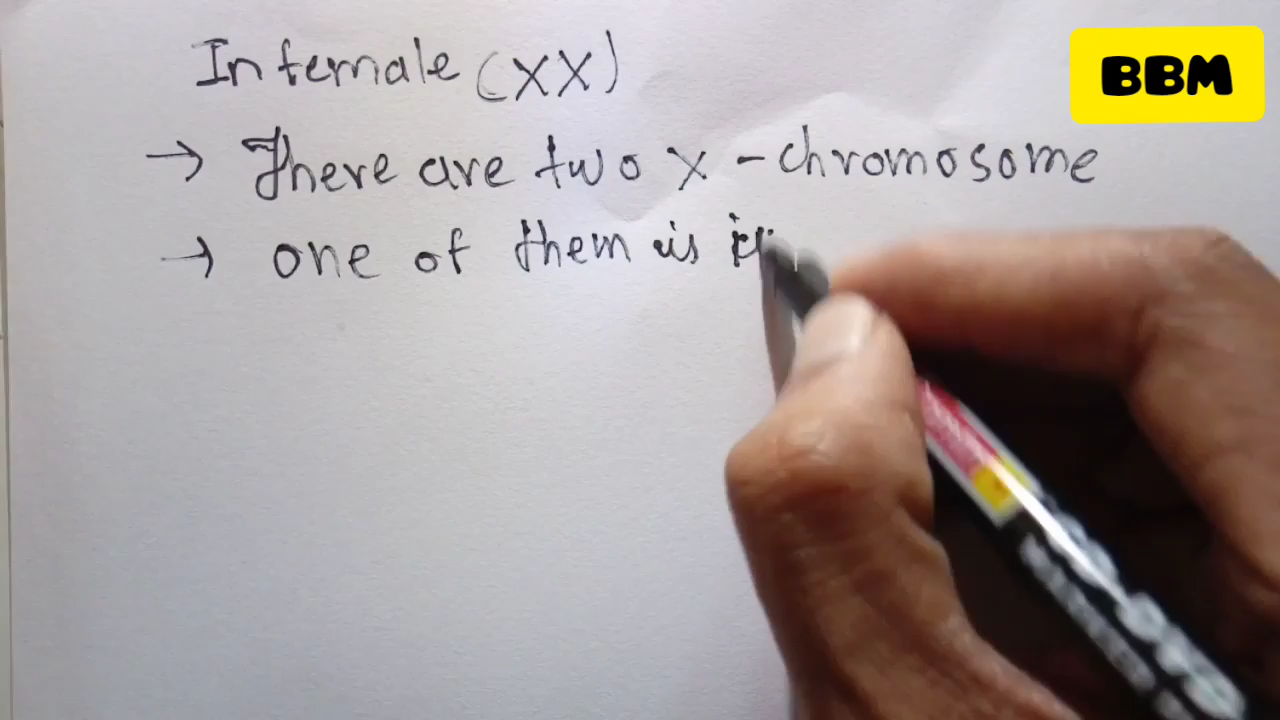 In female (XX)
→ There are two X - chromosome
→ one of them is
BBM